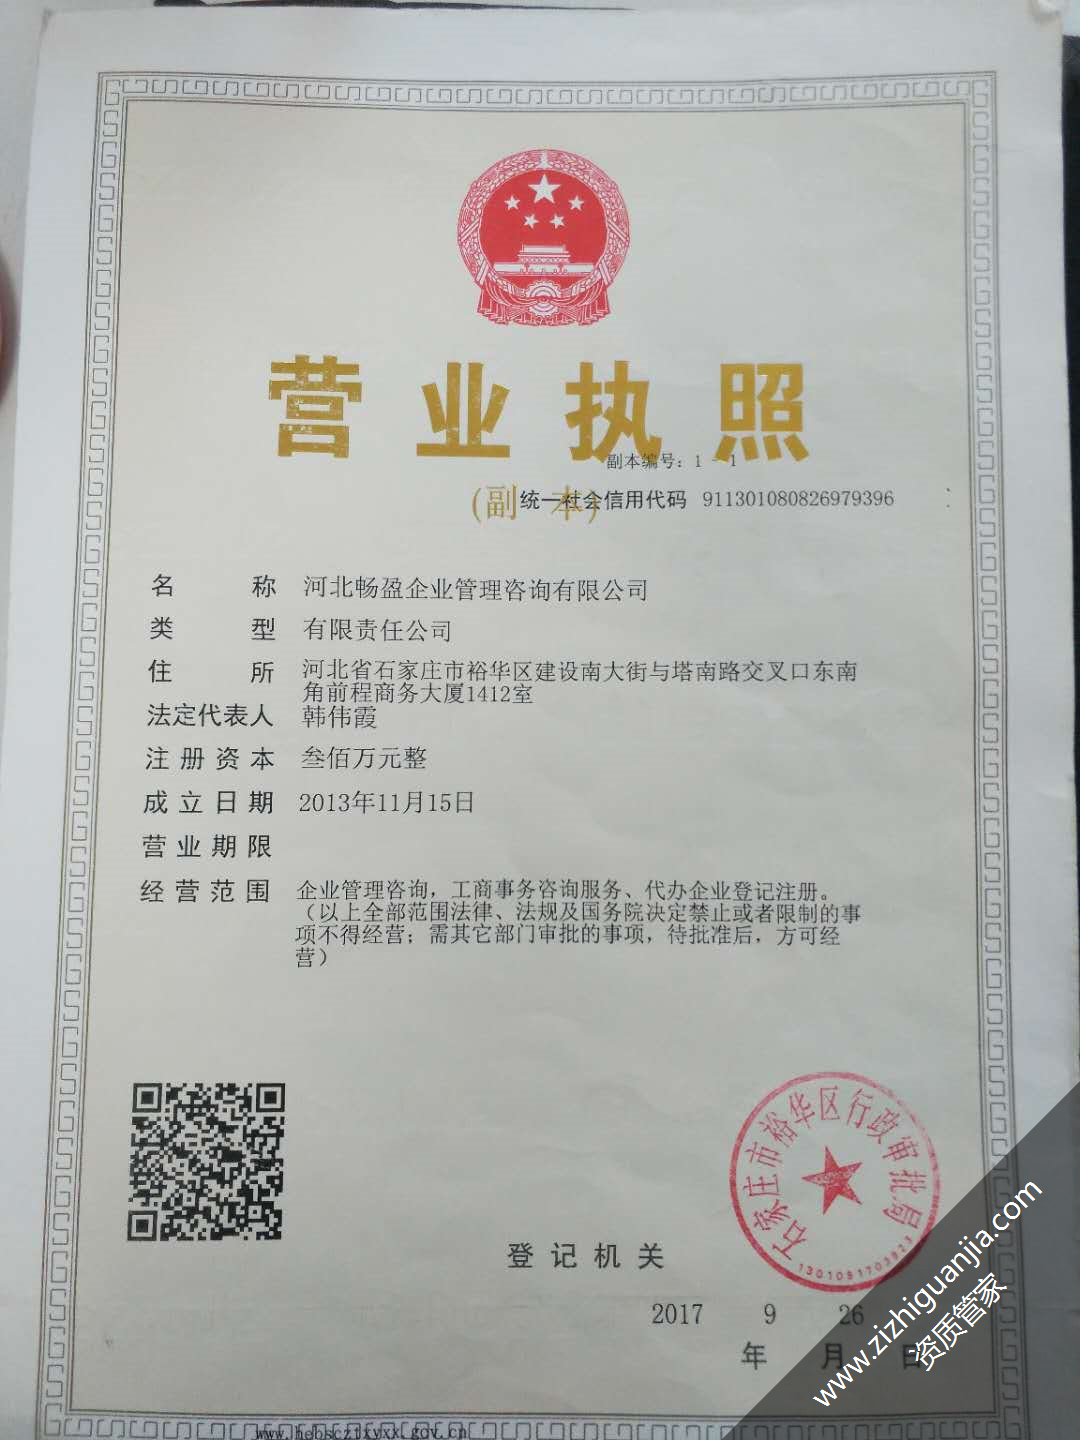 营业执照
副本编号：1－1
(副 本)
统一社会信用代码 911301080826979396
名 称 河北畅盈企业管理咨询有限公司
类 型 有限责任公司
住 所 河北省石家庄市裕华区建设南大街与塔南路交叉口东南
角前程商务大厦1412室
法定代表人 韩伟霞
注册资本 叁佰万元整
成立日期 2013年11月15日
营业期限
经营范围 企业管理咨询，工商事务咨询服务、代办企业登记注册。
（以上全部范围法律、法规及国务院决定禁止或者限制的事
项不得经营；需其它部门审批的事项，待批准后，方可经
营）
石家庄市裕华区行政审批局
登记机关
2017 9 26
年 月 日
www.zizhiguanjia.com
资质管家